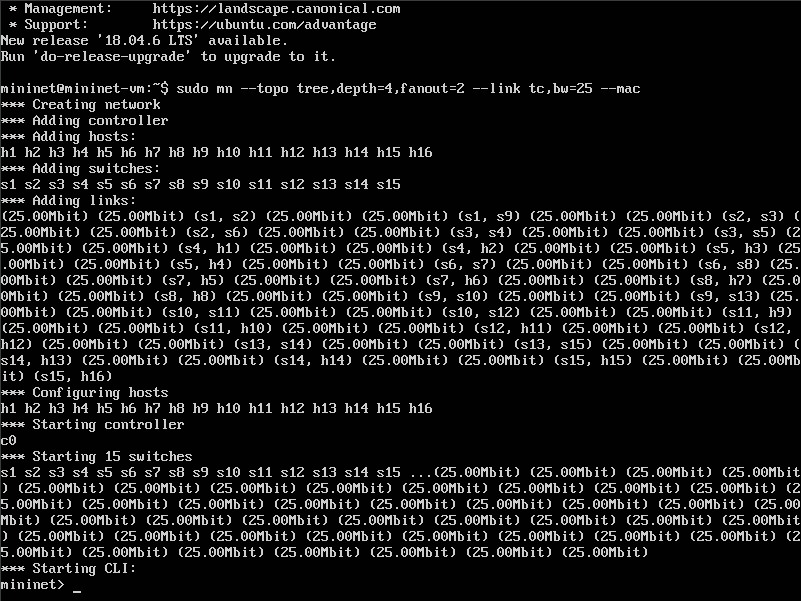 * Management:     https://landscape.canonical.com
 * Support:        https://ubuntu.com/advantage
New release '18.04.6 LTS' available.
Run 'do-release-upgrade' to upgrade to it.

mininet@mininet-vm:~$ sudo mn --topo tree,depth=4,fanout=2 --link tc,bw=25 --mac
*** Creating network
*** Adding controller
*** Adding hosts:
h1 h2 h3 h4 h5 h6 h7 h8 h9 h10 h11 h12 h13 h14 h15 h16
*** Adding switches:
s1 s2 s3 s4 s5 s6 s7 s8 s9 s10 s11 s12 s13 s14 s15
*** Adding links:
(25.00Mbit) (25.00Mbit) (s1, s2) (25.00Mbit) (25.00Mbit) (s1, s9) (25.00Mbit) (25.00Mbit) (s2, s3) (
25.00Mbit) (25.00Mbit) (s2, s6) (25.00Mbit) (25.00Mbit) (s3, s4) (25.00Mbit) (25.00Mbit) (s3, s5) (2
5.00Mbit) (25.00Mbit) (s4, h1) (25.00Mbit) (25.00Mbit) (s4, h2) (25.00Mbit) (25.00Mbit) (s5, h3) (25
.00Mbit) (25.00Mbit) (s5, h4) (25.00Mbit) (25.00Mbit) (s6, s7) (25.00Mbit) (25.00Mbit) (s6, s8) (25.
00Mbit) (25.00Mbit) (s7, h5) (25.00Mbit) (25.00Mbit) (s7, h6) (25.00Mbit) (25.00Mbit) (s8, h7) (25.0
0Mbit) (25.00Mbit) (s8, h8) (25.00Mbit) (25.00Mbit) (s9, s10) (25.00Mbit) (25.00Mbit) (s9, s13) (25.
00Mbit) (25.00Mbit) (s10, s11) (25.00Mbit) (25.00Mbit) (s10, s12) (25.00Mbit) (25.00Mbit) (s11, h9) 
(25.00Mbit) (25.00Mbit) (s11, h10) (25.00Mbit) (25.00Mbit) (s12, h11) (25.00Mbit) (25.00Mbit) (s12, 
h12) (25.00Mbit) (25.00Mbit) (s13, s14) (25.00Mbit) (25.00Mbit) (s13, s15) (25.00Mbit) (25.00Mbit) (
s14, h13) (25.00Mbit) (25.00Mbit) (s14, h14) (25.00Mbit) (25.00Mbit) (s15, h15) (25.00Mbit) (25.00Mb
it) (s15, h16)
*** Configuring hosts
h1 h2 h3 h4 h5 h6 h7 h8 h9 h10 h11 h12 h13 h14 h15 h16
*** Starting controller
c0
*** Starting 15 switches
s1 s2 s3 s4 s5 s6 s7 s8 s9 s10 s11 s12 s13 s14 s15 ...(25.00Mbit) (25.00Mbit) (25.00Mbit) (25.00Mbit
) (25.00Mbit) (25.00Mbit) (25.00Mbit) (25.00Mbit) (25.00Mbit) (25.00Mbit) (25.00Mbit) (25.00Mbit) (2
5.00Mbit) (25.00Mbit) (25.00Mbit) (25.00Mbit) (25.00Mbit) (25.00Mbit) (25.00Mbit) (25.00Mbit) (25.00
Mbit) (25.00Mbit) (25.00Mbit) (25.00Mbit) (25.00Mbit) (25.00Mbit) (25.00Mbit) (25.00Mbit) (25.00Mbit
) (25.00Mbit) (25.00Mbit) (25.00Mbit) (25.00Mbit) (25.00Mbit) (25.00Mbit) (25.00Mbit) (25.00Mbit) (2
5.00Mbit) (25.00Mbit) (25.00Mbit) (25.00Mbit) (25.00Mbit) (25.00Mbit)
*** Starting CLI:
mininet> _